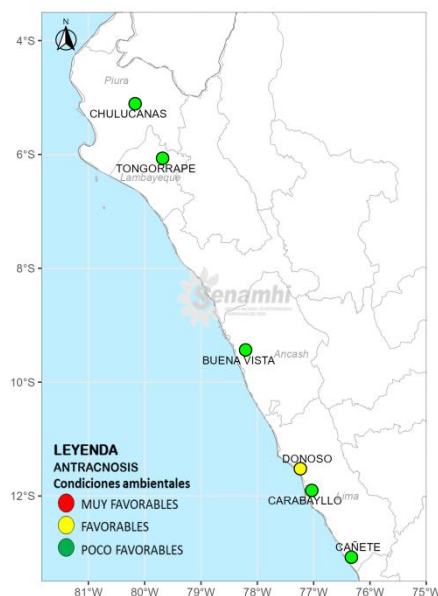 N
4°S
Piura
CHULUCANAS
6°S
TONGORRAPE
Lambayeque
8°S
Senamhi
BUENA VISTA
Ancash
10°S
LEYENDA
ANTRACNOSIS
Condiciones ambientales
MUY FAVORABLES
FAVORABLES
POCO FAVORABLES
DONOSO
12°S
CARABAYLLO
Lima
CAÑETE
81°W 80°W 79°W 78°W 77°W 76°W 75°W